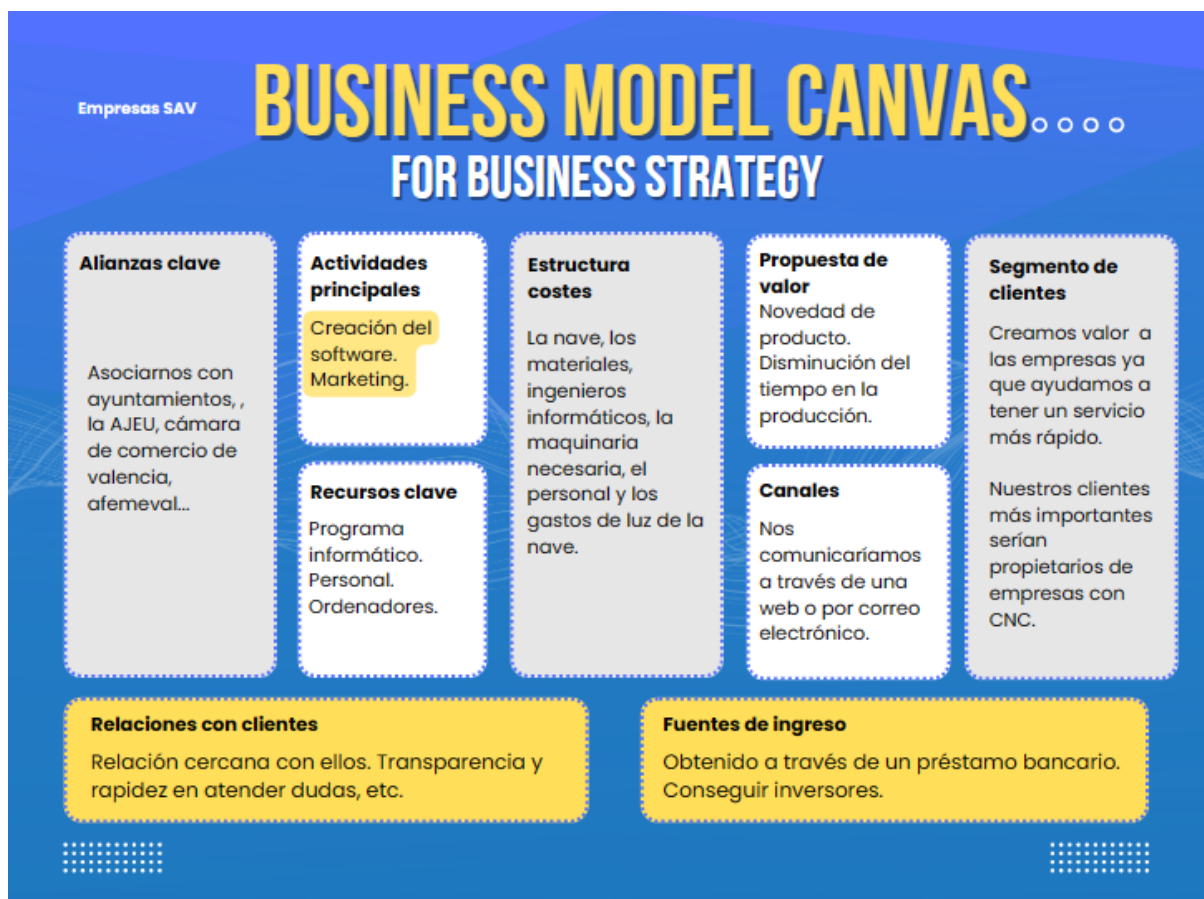 Empresas SAV
BUSINESS MODEL CANVAS
FOR BUSINESS STRATEGY
Alianzas clave
Asociarnos con
ayuntamientos, ,
la AJEU, cámara
de comercio de
valencia,
afemeval...
Actividades
principales
Creación del
software.
Marketing.
Recursos clave
Programa
informático.
Personal.
Ordenadores.
Estructura
costes
La nave, los
materiales,
ingenieros
informáticos, la
maquinaria
necesaria, el
personal y los
gastos de luz de la
nave.
Propuesta de
valor
Novedad de
producto.
Disminución del
tiempo en la
producción.
Canales
Nos
comunicaríamos
a través de una
web o por correo
electrónico.
Segmento de
clientes
Creamos valor a
las empresas ya
que ayudamos a
tener un servicio
más rápido.
Nuestros clientes
más importantes
serían
propietarios de
empresas con
CNC.
Relaciones con clientes
Relación cercana con ellos. Transparencia y
rapidez en atender dudas, etc.
Fuentes de ingreso
Obtenido a través de un préstamo bancario.
Conseguir inversores.